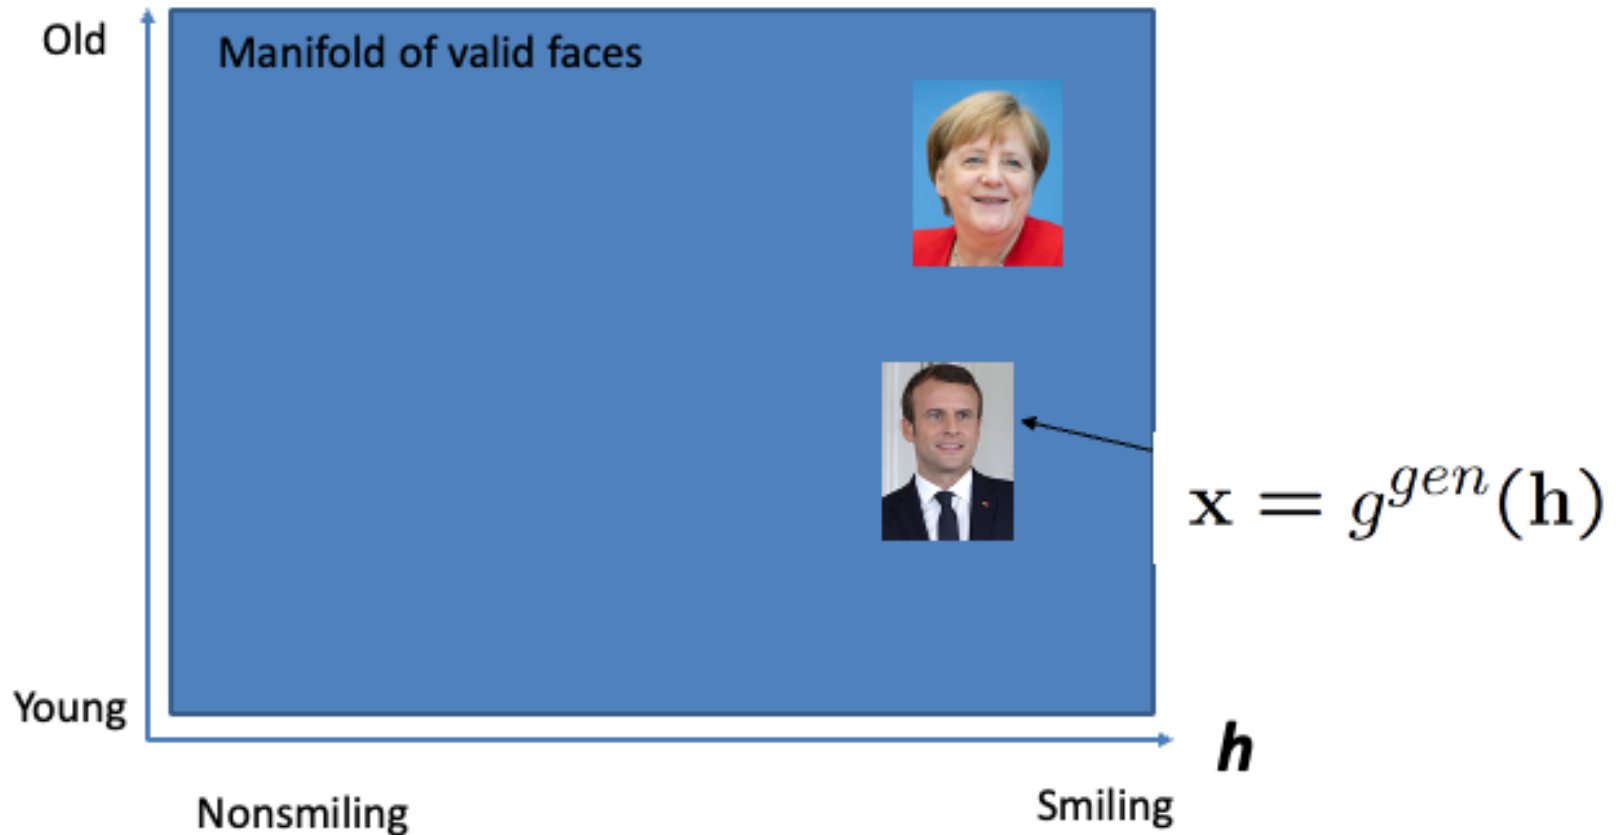 Old
Manifold of valid faces
x = g^{gen}(h)
Young
h
Nonsmiling
Smiling